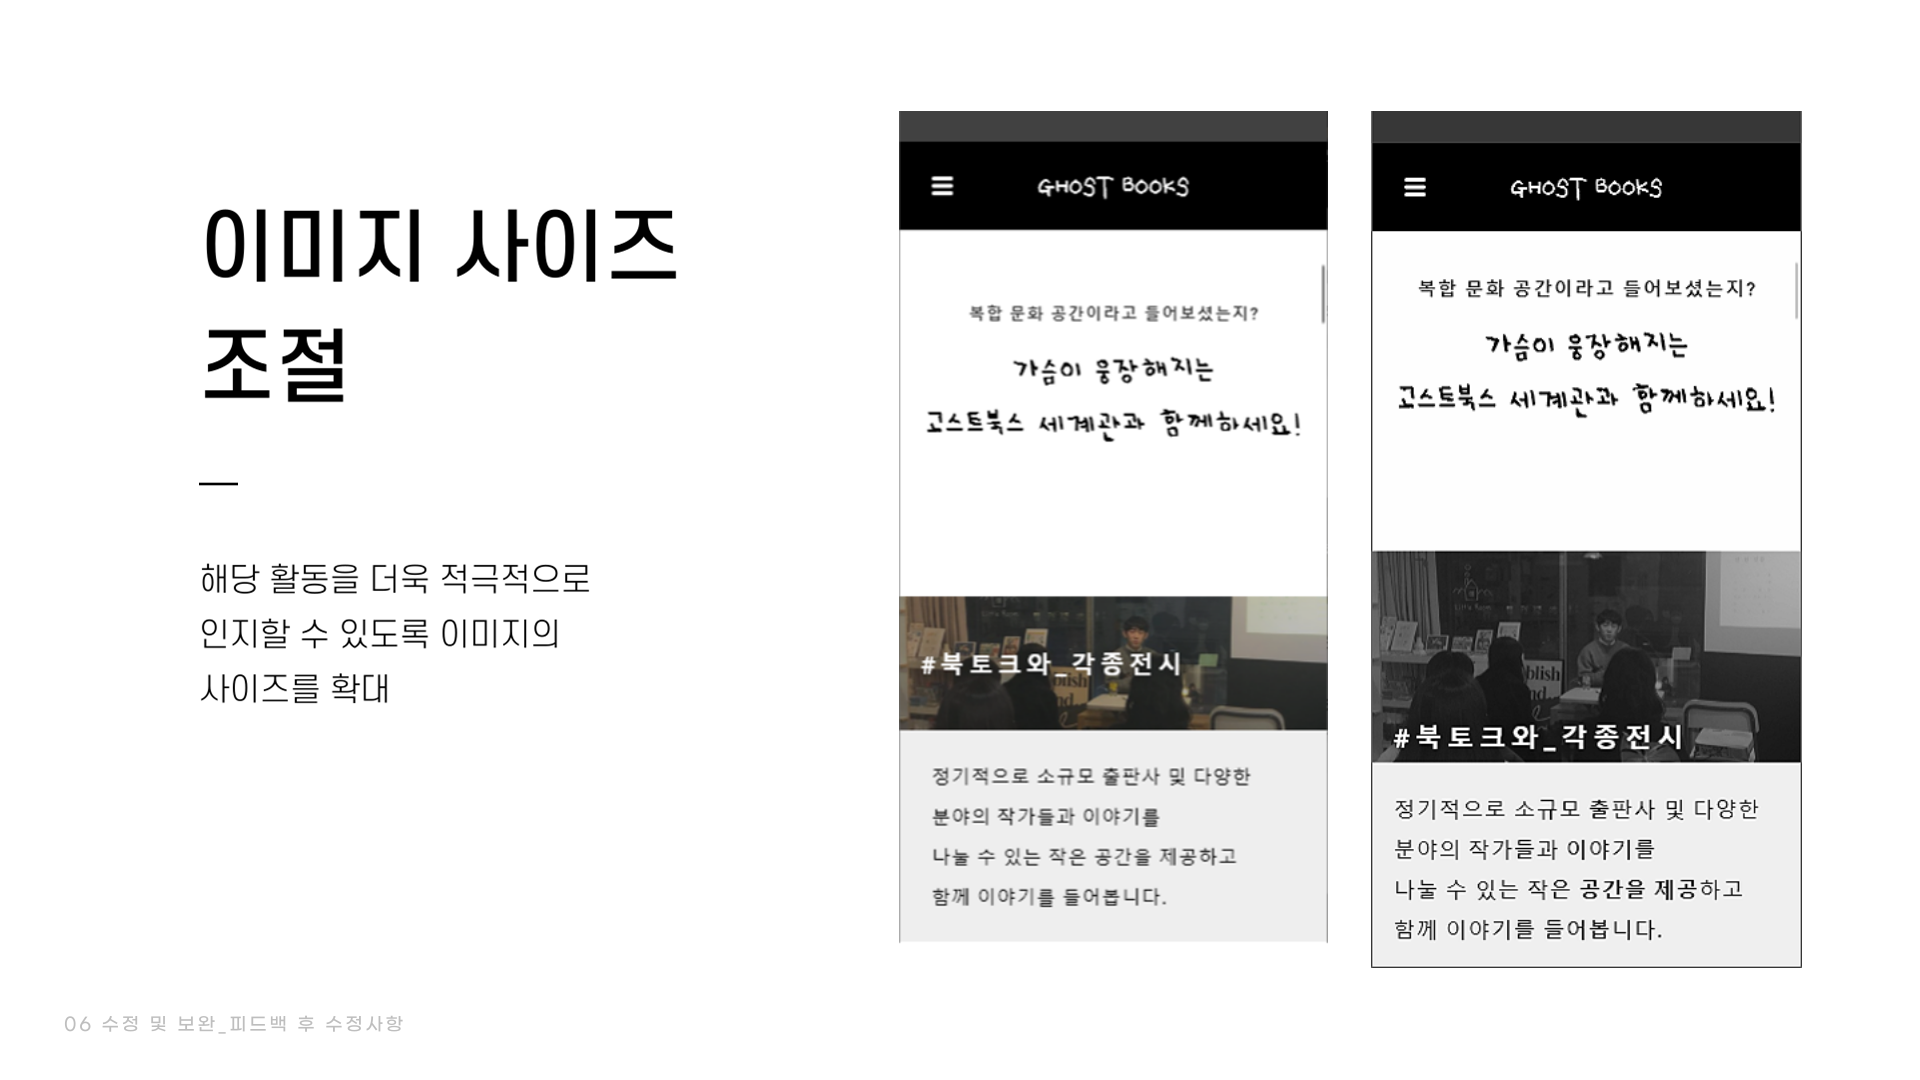 이미지 사이즈
조절
해당 활동을 더욱 적극적으로
인지할 수 있도록 이미지의
사이즈를 확대
GHOST BOOKS
복합 문화 공간이라고 들어보셨는지?
가슴이 웅장해지는
고스트북스 세계관과 함께하세요!
#북토크와_각종전시
정기적으로 소규모 출판사 및 다양한
분야의 작가들과 이야기를
나눌 수 있는 작은 공간을 제공하고
함께 이야기를 들어봅니다.
GHOST BOOKS
복합 문화 공간이라고 들어보셨는지?
가슴이 웅장해지는
고스트북스 세계관과 함께하세요!
#북토크와_각종전시
정기적으로 소규모 출판사 및 다양한
분야의 작가들과 이야기를
나눌 수 있는 작은 공간을 제공하고
함께 이야기를 들어봅니다.
06 수정 및 보완_피드백 후 수정사항